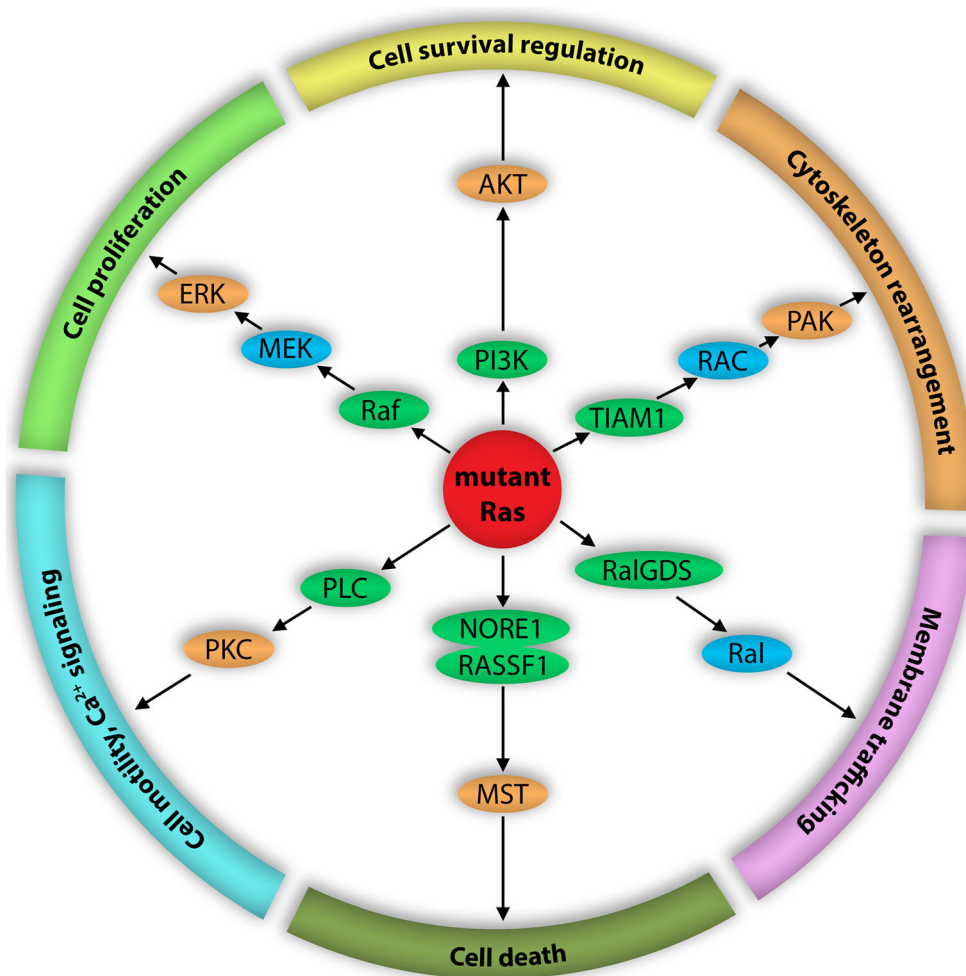 Cell survival regulation
Cytoskeleton rearrangement
Membrane trafficking
Cell death
Cell motility, Ca²⁺ signaling
Cell proliferation
AKT
PI3K
ERK
MEK
Raf
PAK
RAC
TIAM1
mutant
Ras
RalGDS
Ral
PLC
PKC
NORE1
RASSF1
MST